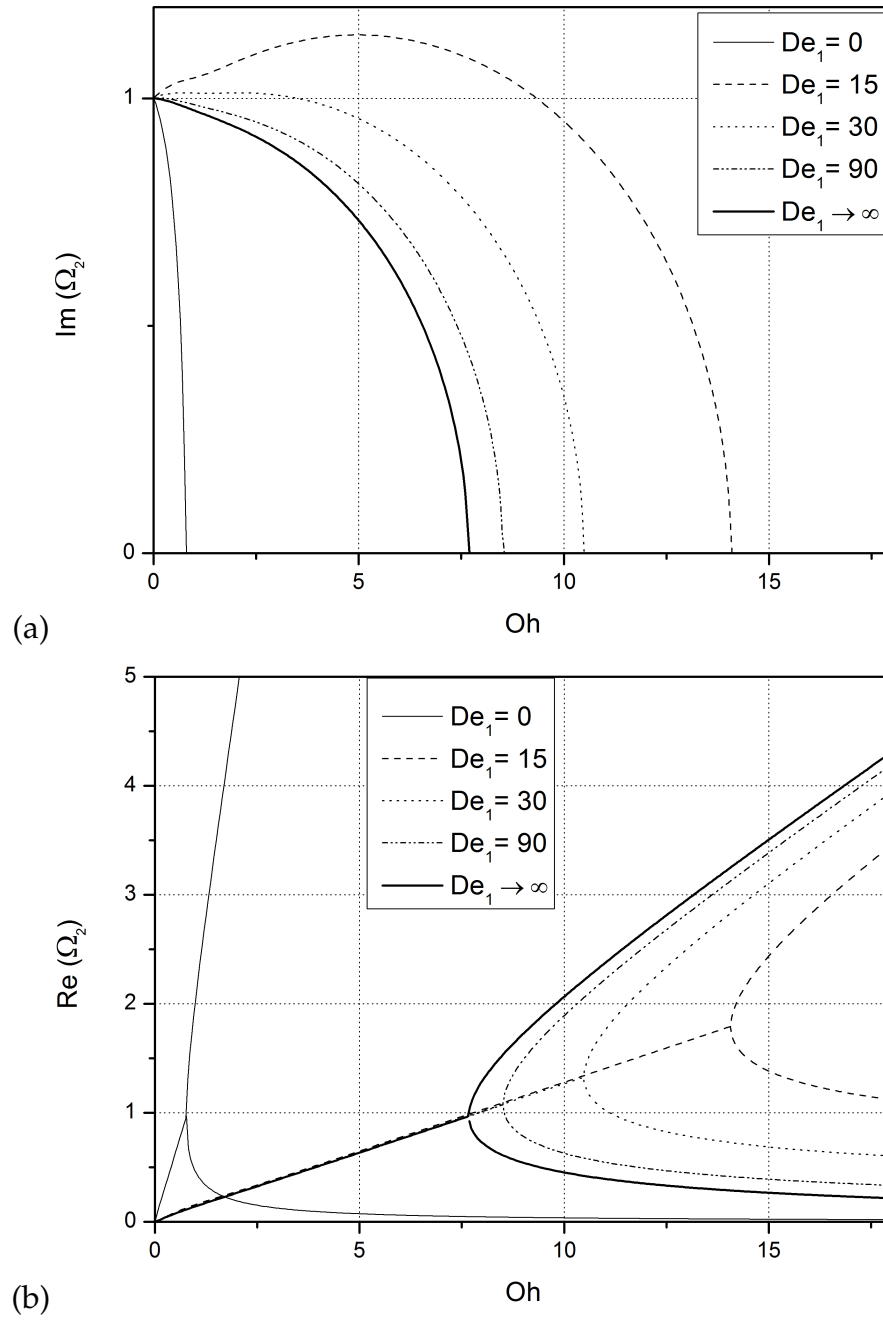 1
0
Im (Ω₂)
De₁= 0
De₁= 15
De₁= 30
De₁= 90
De₁ → ∞
0
5
10
15
Oh
(a)
5
4
3
2
1
0
Re (Ω₂)
De₁= 0
De₁= 15
De₁= 30
De₁= 90
De₁ → ∞
0
5
10
15
Oh
(b)